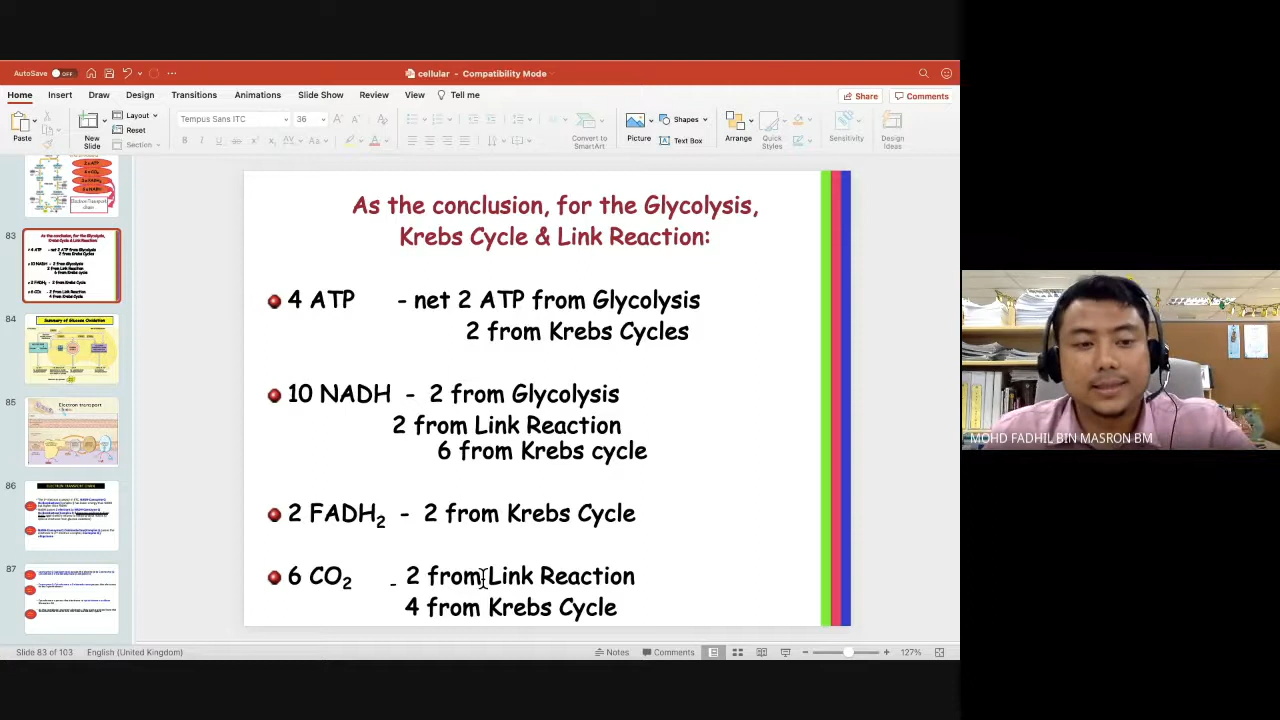 AutoSave OFF cellular - Compatibility Mode
Home Insert Draw Design Transitions Animations Slide Show Review View Tell me Share Comments
Paste New Slide Layout Reset Section Tempus Sans ITC 36 Convert to SmartArt Picture Shapes Text Box Arrange Quick Styles Sensitivity Design Ideas
83
84
Summary of Glucose Oxidation
85
Electron transport
86
ELECTRON TRANSPORT CHAIN
87
As the conclusion, for the Glycolysis,
Krebs Cycle & Link Reaction:
4 ATP - net 2 ATP from Glycolysis
2 from Krebs Cycles
10 NADH - 2 from Glycolysis
2 from Link Reaction
6 from Krebs cycle
2 FADH₂ - 2 from Krebs Cycle
6 CO₂ - 2 from Link Reaction
4 from Krebs Cycle
MOHD FADHIL BIN MASRON BM
Slide 83 of 103 English (United Kingdom) Notes Comments 127%